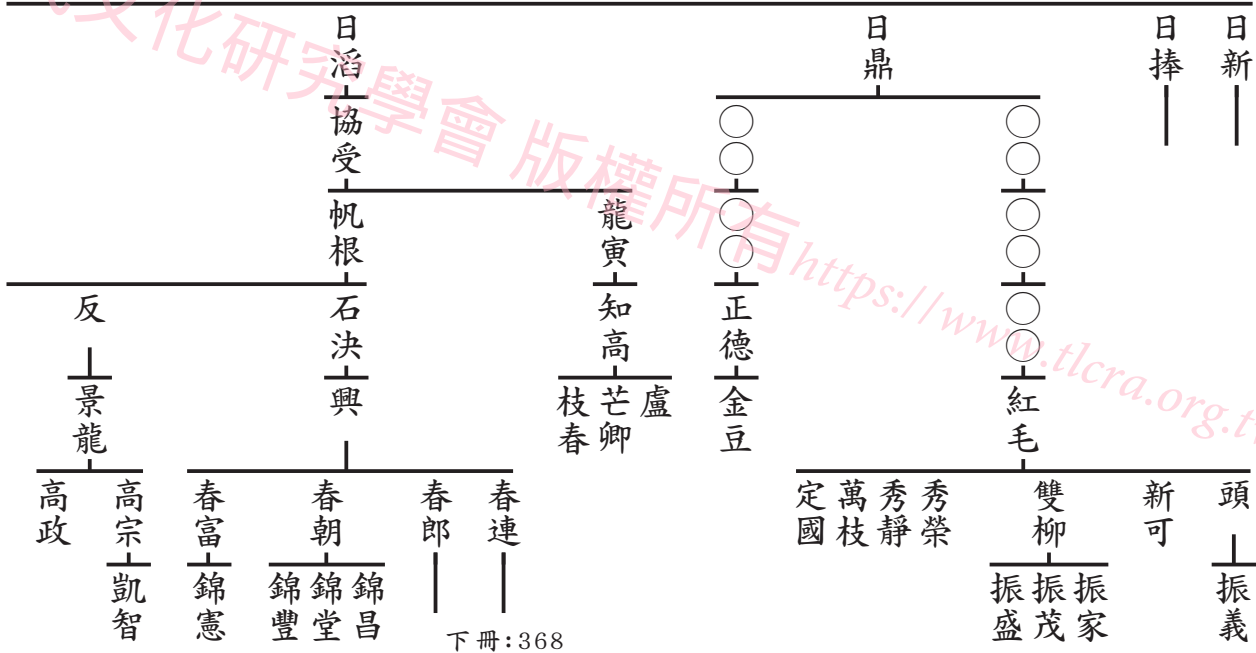 日新
日捧
日鼎
日滔
協受
○○
○○
帆根
龍寅
○○
○○
反
石決
知高
正德
○○
景龍
興
盧
芒卿
枝春
金豆
紅毛
高政
高宗
春富
春朝
春郎
春連
定國
萬枝
秀靜
秀榮
雙柳
新可
頭
凱智
錦憲
錦豐
錦堂
錦昌
振盛
振茂
振家
振義
下冊:368
文化研究學會 版權所有 https://www.tlcra.org.t